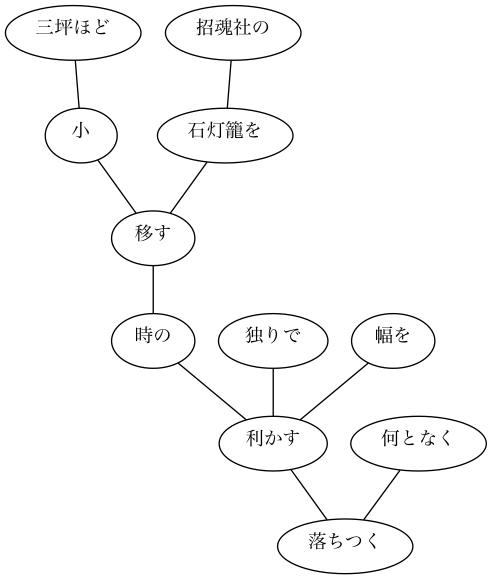 三坪ほど
招魂社の
小
石灯籠を
移す
時の
独りで
幅を
利かす
何となく
落ちつく